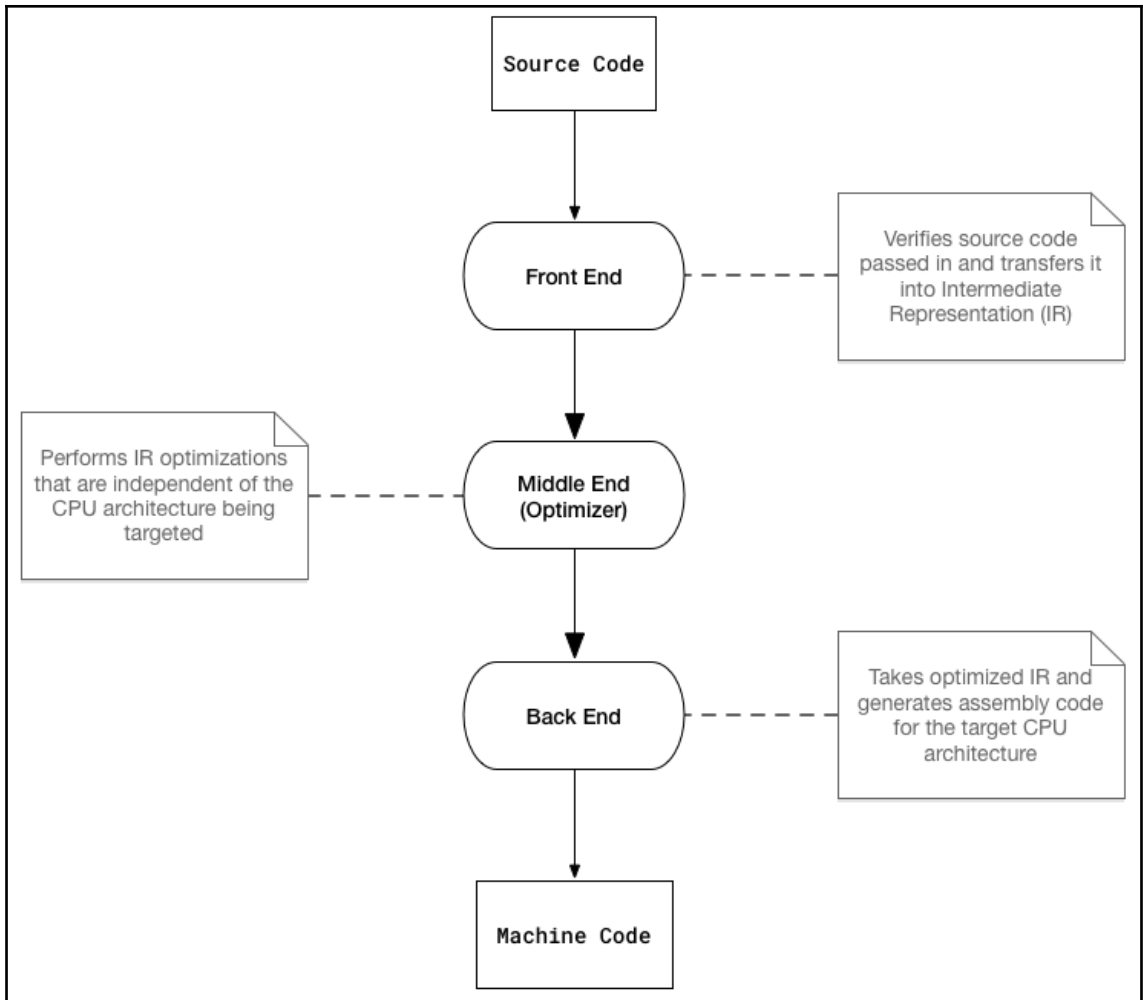 Source Code
Front End
Verifies source code
passed in and transfers it
into Intermediate
Representation (IR)
Performs IR optimizations
that are independent of the
CPU architecture being
targeted
Middle End
(Optimizer)
Back End
Takes optimized IR and
generates assembly code
for the target CPU
architecture
Machine Code